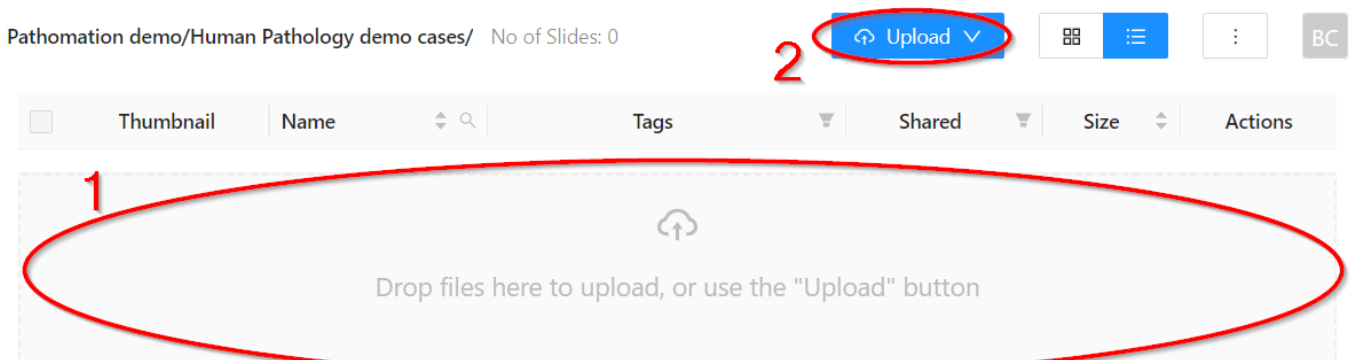 Pathomation demo/Human Pathology demo cases/ No of Slides: 0 2 Upload BC
Thumbnail Name Tags Shared Size Actions
1
Drop files here to upload, or use the "Upload" button